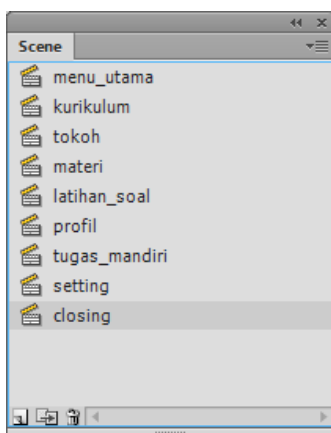 Scene
menu_utama
kurikulum
tokoh
materi
latihan_soal
profil
tugas_mandiri
setting
closing